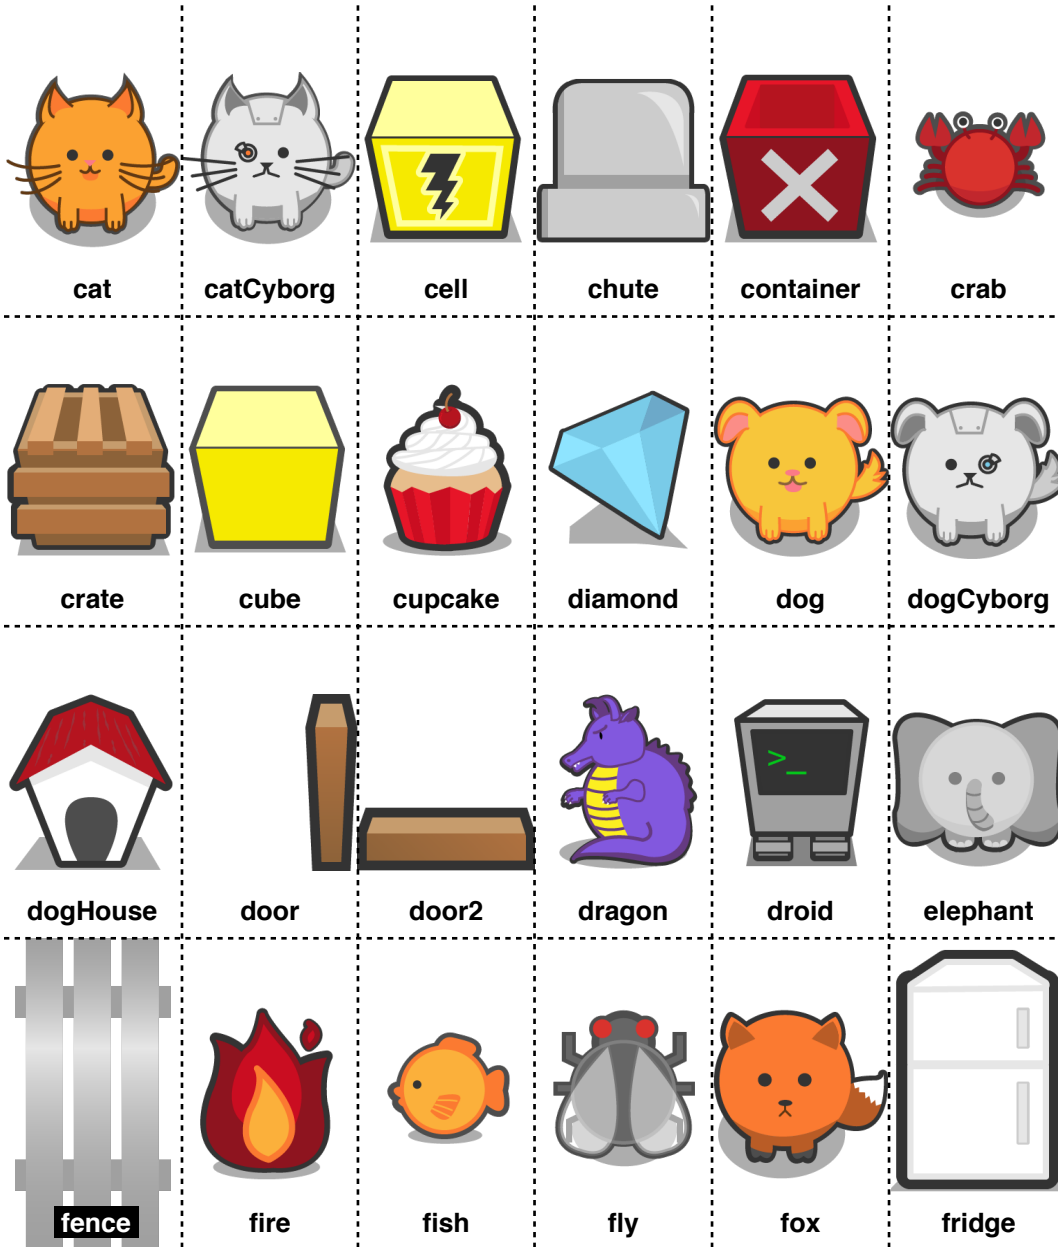 cat
catCyborg
cell
chute
container
crab
crate
cube
cupcake
diamond
dog
dogCyborg
dogHouse
door
door2
dragon
>_
droid
elephant
fence
fire
fish
fly
fox
fridge